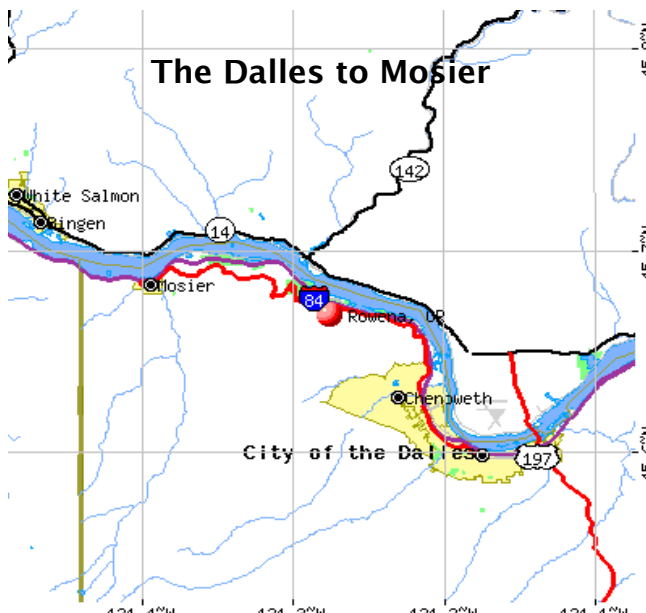 The Dalles to Mosier
142
White Salmon
Bingen
14
Mosier
84
Rowena, OR
Chenoweth
City of the Dalles
197